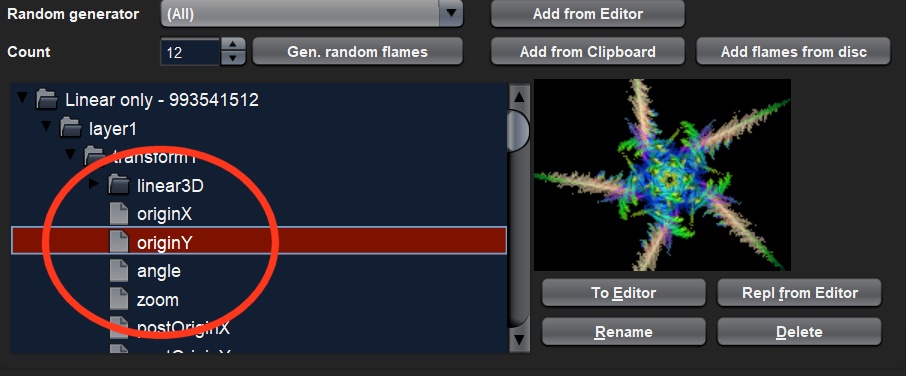 Random generator (All) Add from Editor
Count 12 Gen. random flames Add from Clipboard Add flames from disc
Linear only - 993541512
layer1
transform1
linear3D
originX
originY
angle
zoom
postOriginX
To Editor Repl from Editor
Rename Delete